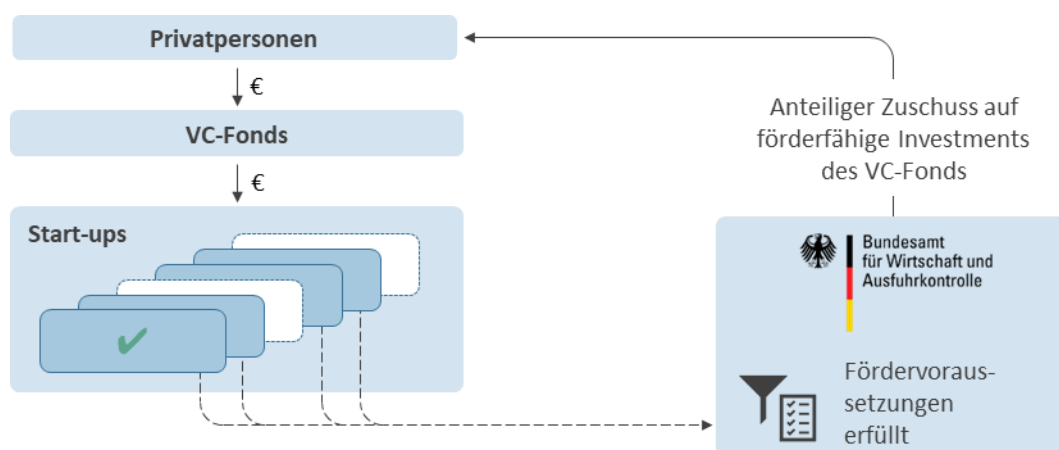 Privatpersonen
€
VC-Fonds
€
Start-ups
Anteiliger Zuschuss auf
förderfähige Investments
des VC-Fonds
Bundesamt
für Wirtschaft und
Ausfuhrkontrolle
Fördervoraus-
setzungen
erfüllt